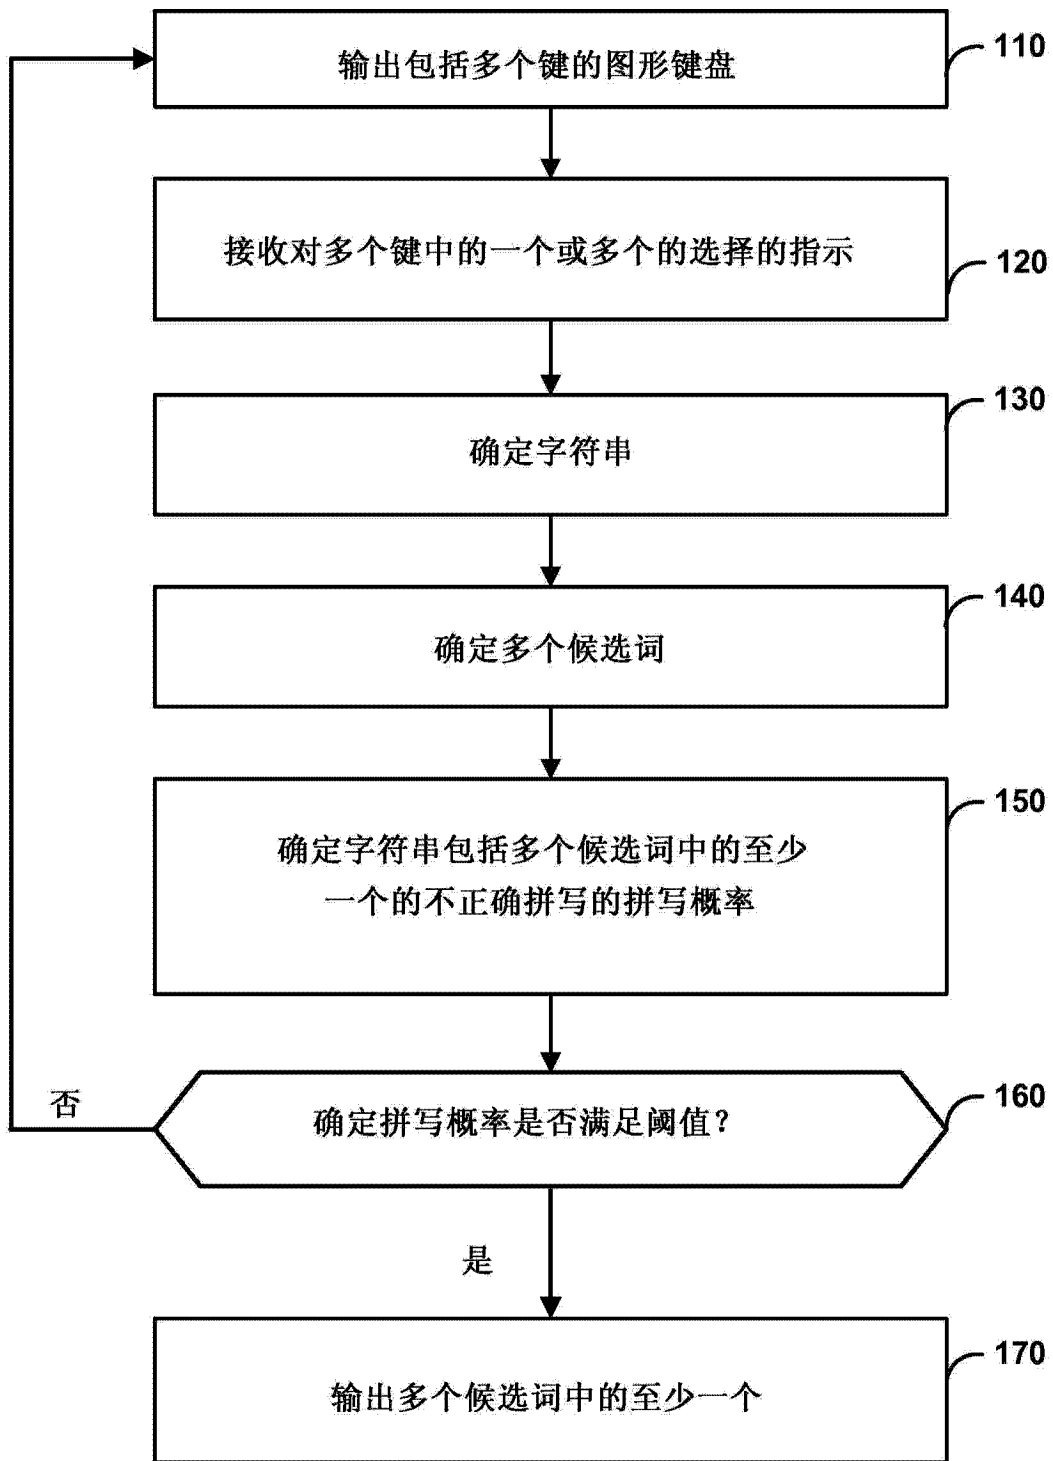 输出包括多个键的图形键盘
110
接收对多个键中的一个或多个的选择的指示
120
130
确定字符串
140
确定多个候选词
150
确定字符串包括多个候选词中的至少
一个的不正确拼写的拼写概率
否
确定拼写概率是否满足阈值？
160
是
170
输出多个候选词中的至少一个